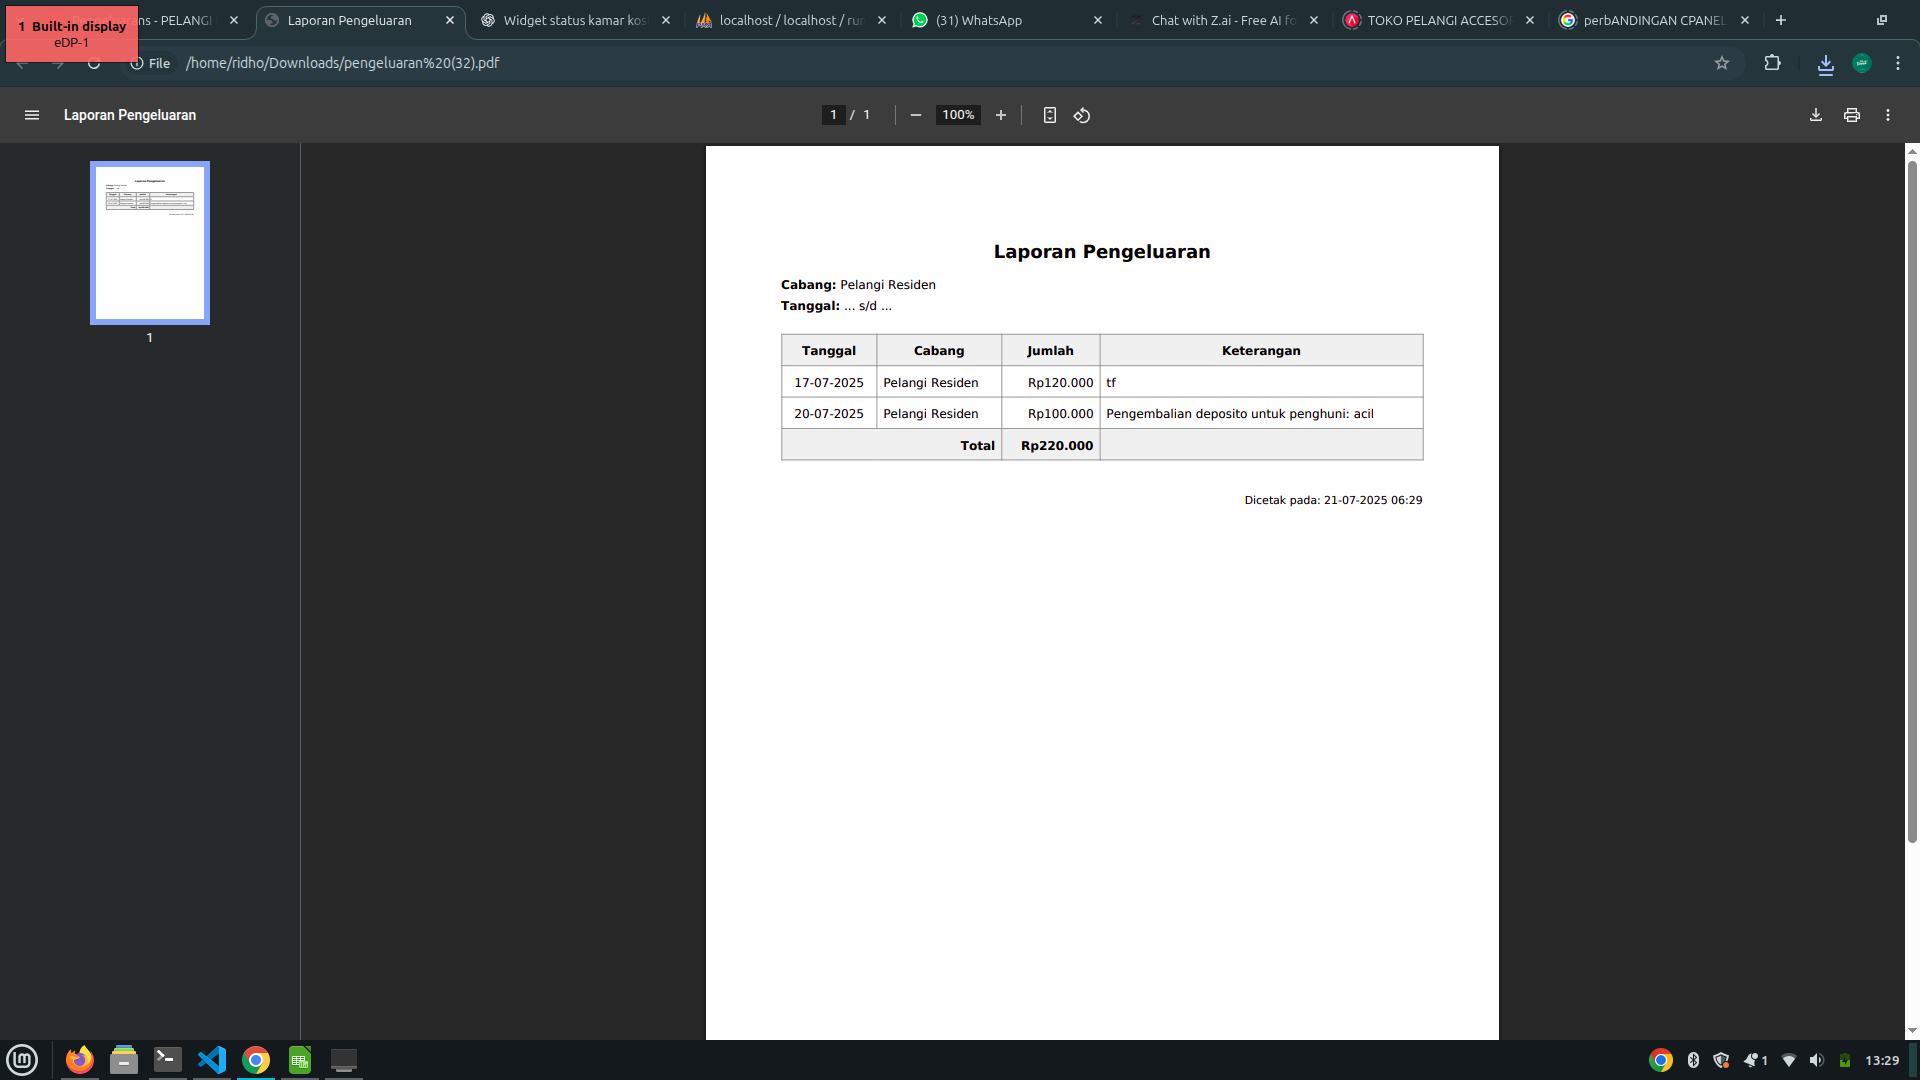 1 Built-in display
eDP-1
ns - PELANGI
Laporan Pengeluaran
Widget status kamar kos
localhost / localhost / ru
(31) WhatsApp
Chat with Z.ai - Free AI fo
TOKO PELANGI ACCESOR
perbANDINGAN CPANEL
File
/home/ridho/Downloads/pengeluaran%20(32).pdf
Laporan Pengeluaran
1 / 1
100%
1
Laporan Pengeluaran
Cabang: Pelangi Residen
Tanggal: ... s/d ...
Tanggal Cabang Jumlah Keterangan
17-07-2025 Pelangi Residen Rp120.000 tf
20-07-2025 Pelangi Residen Rp100.000 Pengembalian deposito untuk penghuni: acil
Total Rp220.000
Dicetak pada: 21-07-2025 06:29
1
13:29